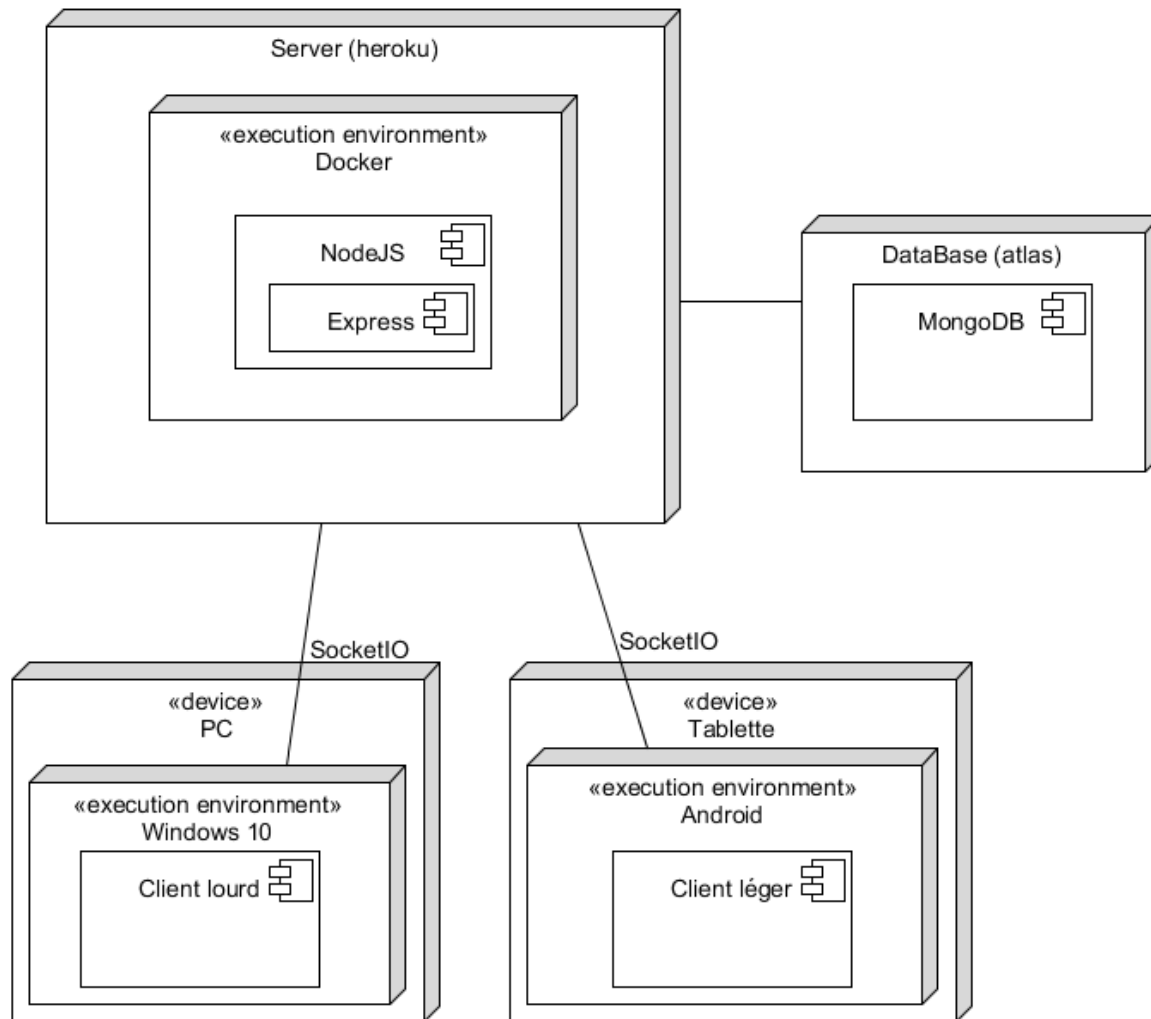 Server (heroku)
«execution environment»
Docker
NodeJS
Express
DataBase (atlas)
MongoDB
SocketIO
SocketIO
«device»
PC
«execution environment»
Windows 10
Client lourd
«device»
Tablette
«execution environment»
Android
Client léger